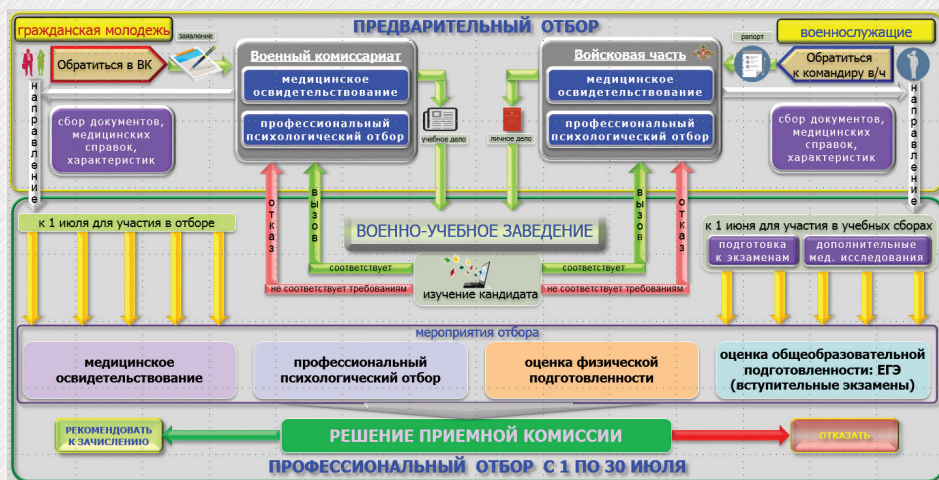 ПРЕДВАРИТЕЛЬНЫЙ ОТБОР
гражданская молодежь
заявление
Обратиться в ВК
Военный комиссариат
медицинское
освидетельствование
профессиональный
психологический отбор
учебное дело
Войсковая часть
медицинское
освидетельствование
профессиональный
психологический отбор
личное дело
рапорт
военнослужащие
Обратиться
к командиру в/ч
направление
сбор документов,
медицинских
справок,
характеристик
сбор документов,
медицинских
справок,
характеристик
направление
отказ
вызов
вызов
отказ
к 1 июля для участия в отборе
ВОЕННО-УЧЕБНОЕ ЗАВЕДЕНИЕ
к 1 июня для участия в учебных сборах
подготовка
к экзаменам
дополнительные
мед. исследования
соответствует
соответствует
не соответствует требованиям
не соответствует требованиям
изучение кандидата
мероприятия отбора
медицинское
освидетельствование
профессиональный
психологический отбор
оценка физической
подготовленности
оценка общеобразовательной
подготовленности: ЕГЭ
(вступительные экзамены)
РЕКОМЕНДОВАТЬ
К ЗАЧИСЛЕНИЮ
РЕШЕНИЕ ПРИЕМНОЙ КОМИССИИ
ОТКАЗАТЬ
ПРОФЕССИОНАЛЬНЫЙ ОТБОР С 1 ПО 30 ИЮЛЯ